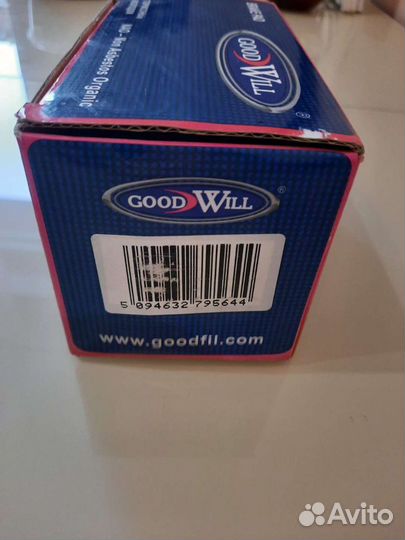 NAO - Non Asbestos Organic
GOOD WILL
®
GOOD WILL
®
5 094632 795644
www.goodfil.com
Avito